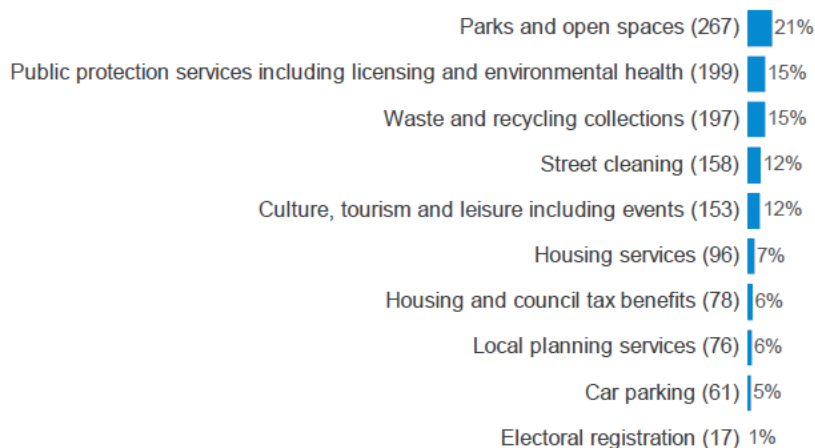 Parks and open spaces (267) 21%
Public protection services including licensing and environmental health (199) 15%
Waste and recycling collections (197) 15%
Street cleaning (158) 12%
Culture, tourism and leisure including events (153) 12%
Housing services (96) 7%
Housing and council tax benefits (78) 6%
Local planning services (76) 6%
Car parking (61) 5%
Electoral registration (17) 1%